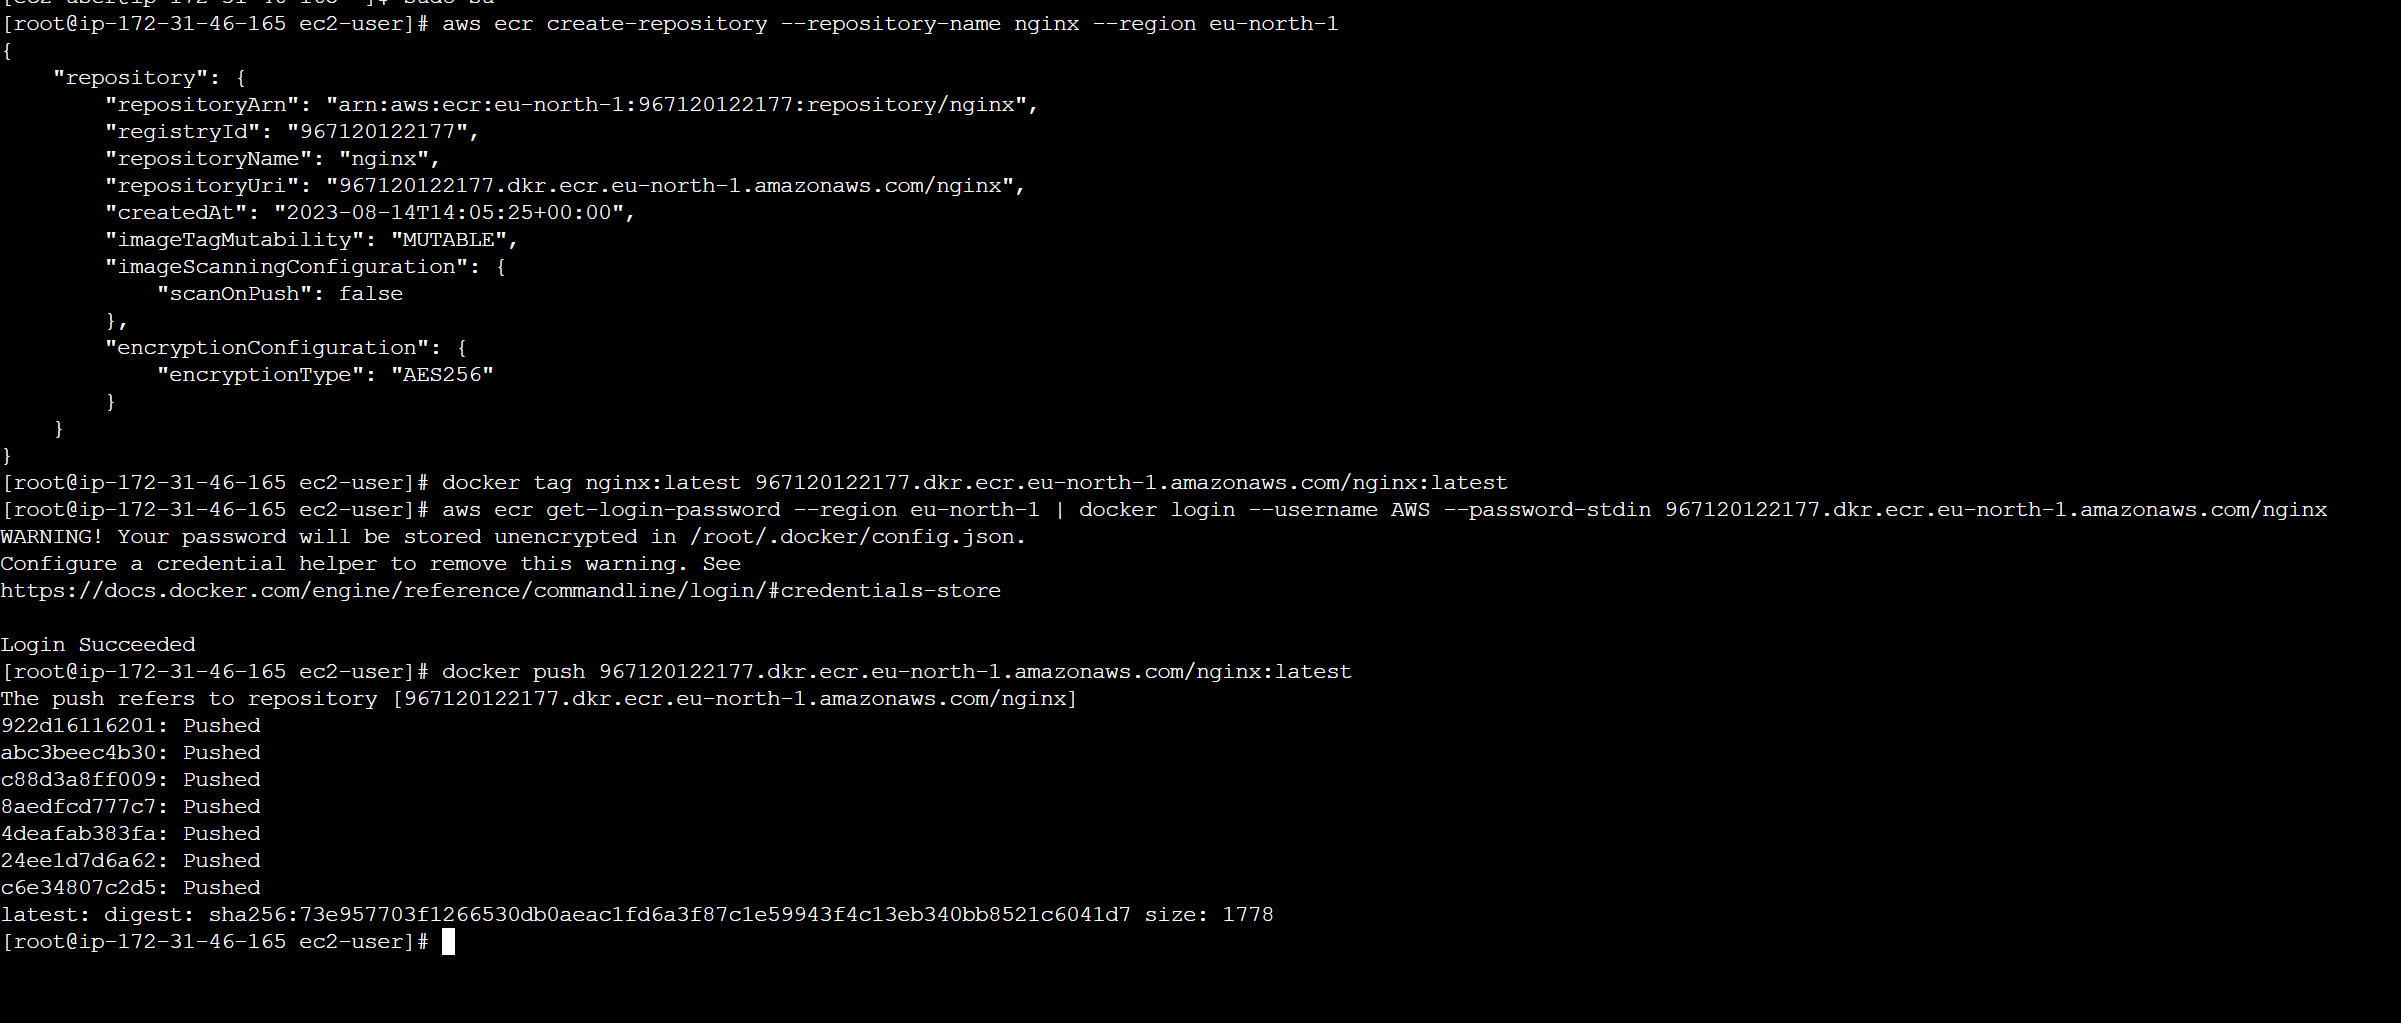 [root@ip-172-31-46-165 ec2-user]# aws ecr create-repository --repository-name nginx --region eu-north-1
{
    "repository": {
        "repositoryArn": "arn:aws:ecr:eu-north-1:967120122177:repository/nginx",
        "registryId": "967120122177",
        "repositoryName": "nginx",
        "repositoryUri": "967120122177.dkr.ecr.eu-north-1.amazonaws.com/nginx",
        "createdAt": "2023-08-14T14:05:25+00:00",
        "imageTagMutability": "MUTABLE",
        "imageScanningConfiguration": {
            "scanOnPush": false
        },
        "encryptionConfiguration": {
            "encryptionType": "AES256"
        }
    }
}
[root@ip-172-31-46-165 ec2-user]# docker tag nginx:latest 967120122177.dkr.ecr.eu-north-1.amazonaws.com/nginx:latest
[root@ip-172-31-46-165 ec2-user]# aws ecr get-login-password --region eu-north-1 | docker login --username AWS --password-stdin 967120122177.dkr.ecr.eu-north-1.amazonaws.com/nginx
WARNING! Your password will be stored unencrypted in /root/.docker/config.json.
Configure a credential helper to remove this warning. See
https://docs.docker.com/engine/reference/commandline/login/#credentials-store

Login Succeeded
[root@ip-172-31-46-165 ec2-user]# docker push 967120122177.dkr.ecr.eu-north-1.amazonaws.com/nginx:latest
The push refers to repository [967120122177.dkr.ecr.eu-north-1.amazonaws.com/nginx]
922d16116201: Pushed
abc3beec4b30: Pushed
c88d3a8ff009: Pushed
8aedfcd777c7: Pushed
4deafab383fa: Pushed
24ee1d7d6a62: Pushed
c6e34807c2d5: Pushed
latest: digest: sha256:73e957703f1266530db0aeac1fd6a3f87c1e59943f4c13eb340bb8521c6041d7 size: 1778
[root@ip-172-31-46-165 ec2-user]#